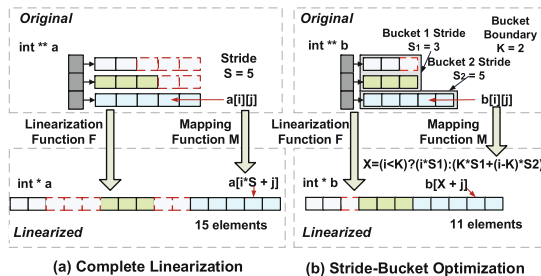 Original
int ** a
Stride
S = 5
a[i][j]
Linearization
Function F
Mapping
Function M
int * a
a[i*S + j]
15 elements
Linearized
(a) Complete Linearization
Original
int ** b
Bucket 1 Stride
S1 = 3
Bucket
Boundary
K = 2
Bucket 2 Stride
S2 = 5
b[i][j]
Linearization
Function F
Mapping
Function M
X=(i<K)?(i*S1):(K*S1+(i-K)*S2)
int * b
b[X + j]
11 elements
Linearized
(b) Stride-Bucket Optimization